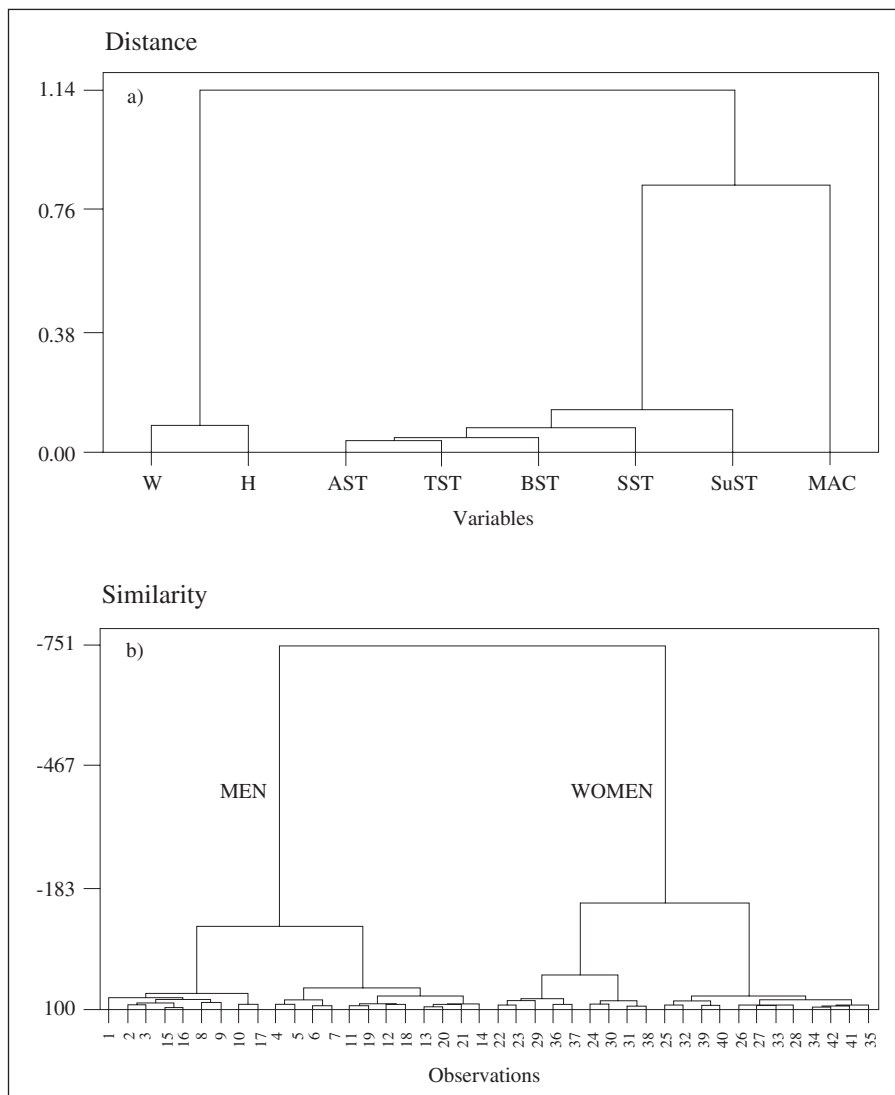 Distance
a)
1.14
0.76
0.38
0.00
W H AST TST BST SST SuST MAC
Variables
Similarity
b)
-751
-467
MEN WOMEN
-183
100
1 2 3 15 16 8 9 10 17 4 5 6 7 11 19 12 18 13 20 21 14 22 23 29 36 37 24 30 31 38 25 32 39 40 26 27 33 28 34 42 41 35
Observations